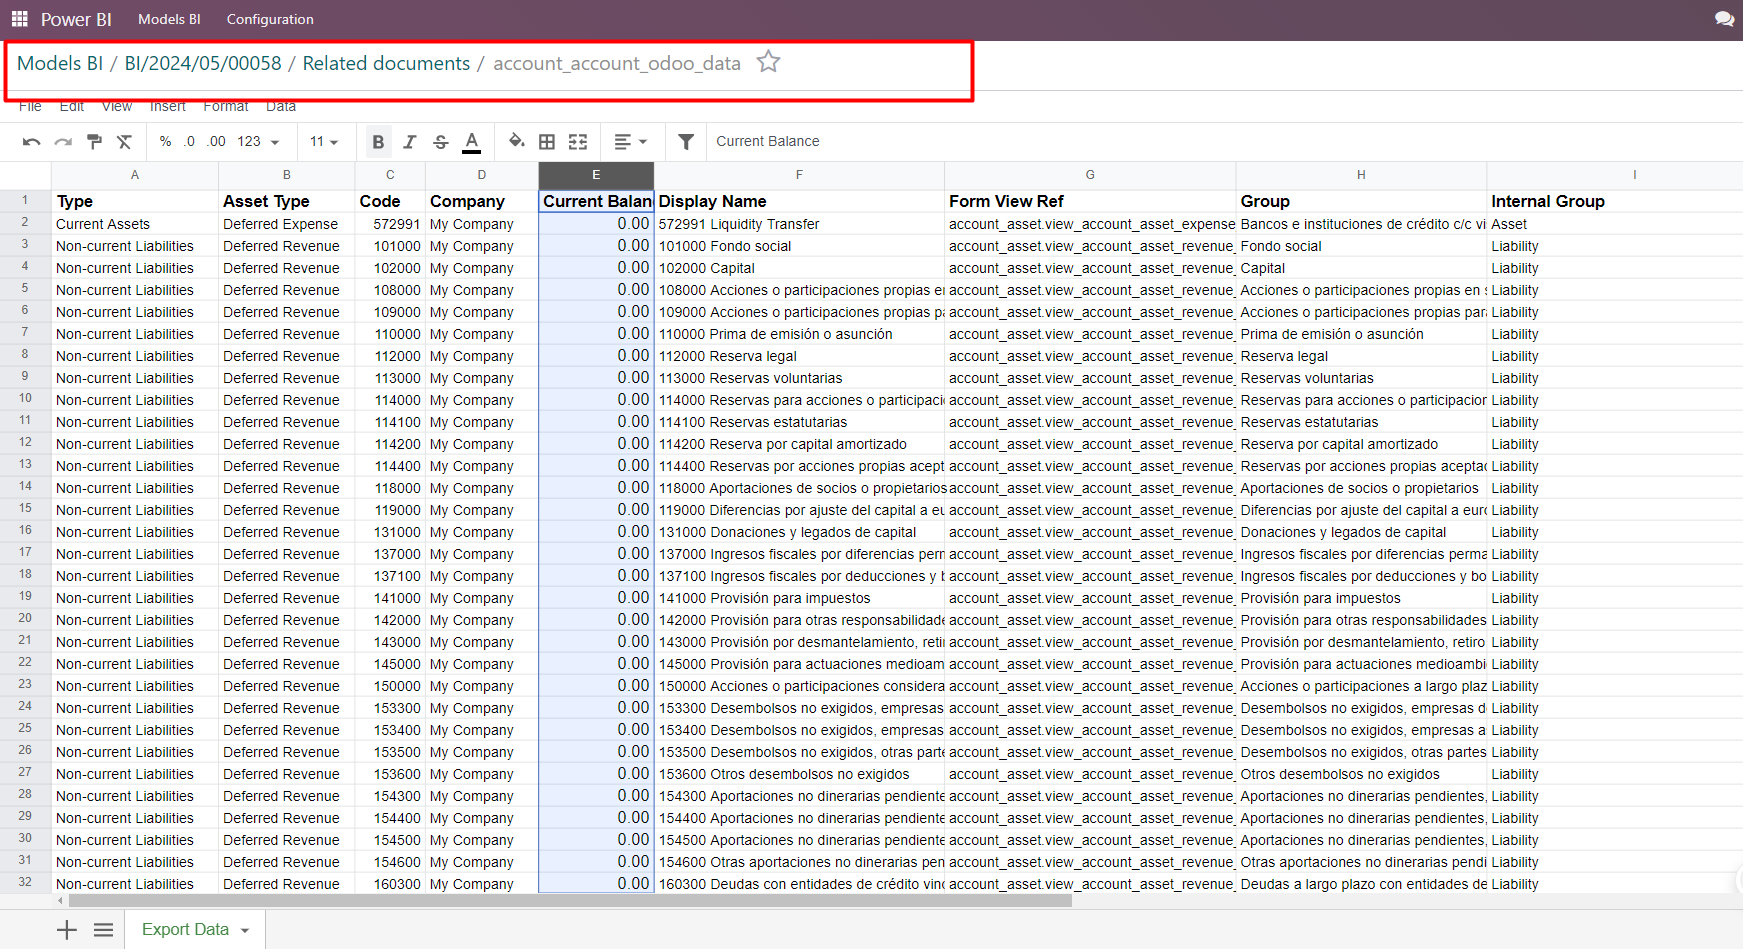 Power BI Models BI Configuration
Models BI / BI/2024/05/00058 / Related documents / account_account_odoo_data
File Edit View Insert Format Data
% .0 .00 123 11 B I S A Current Balance
A B C D E F G H I
1 Type Asset Type Code Company Current Balan Display Name Form View Ref Group Internal Group
2 Current Assets Deferred Expense 572991 My Company 0.00 572991 Liquidity Transfer account_asset.view_account_asset_expense Bancos e instituciones de crédito c/c vi Asset
3 Non-current Liabilities Deferred Revenue 101000 My Company 0.00 101000 Fondo social account_asset.view_account_asset_revenue_ Fondo social Liability
4 Non-current Liabilities Deferred Revenue 102000 My Company 0.00 102000 Capital account_asset.view_account_asset_revenue_ Capital Liability
5 Non-current Liabilities Deferred Revenue 108000 My Company 0.00 108000 Acciones o participaciones propias en account_asset.view_account_asset_revenue_ Acciones o participaciones propias en s Liability
6 Non-current Liabilities Deferred Revenue 109000 My Company 0.00 109000 Acciones o participaciones propias pa account_asset.view_account_asset_revenue_ Acciones o participaciones propias par Liability
7 Non-current Liabilities Deferred Revenue 110000 My Company 0.00 110000 Prima de emisión o asunción account_asset.view_account_asset_revenue_ Prima de emisión o asunción Liability
8 Non-current Liabilities Deferred Revenue 112000 My Company 0.00 112000 Reserva legal account_asset.view_account_asset_revenue_ Reserva legal Liability
9 Non-current Liabilities Deferred Revenue 113000 My Company 0.00 113000 Reservas voluntarias account_asset.view_account_asset_revenue_ Reservas voluntarias Liability
10 Non-current Liabilities Deferred Revenue 114000 My Company 0.00 114000 Reservas para acciones o participaci account_asset.view_account_asset_revenue_ Reservas para acciones o participacior Liability
11 Non-current Liabilities Deferred Revenue 114100 My Company 0.00 114100 Reservas estatutarias account_asset.view_account_asset_revenue_ Reservas estatutarias Liability
12 Non-current Liabilities Deferred Revenue 114200 My Company 0.00 114200 Reserva por capital amortizado account_asset.view_account_asset_revenue_ Reserva por capital amortizado Liability
13 Non-current Liabilities Deferred Revenue 114400 My Company 0.00 114400 Reservas por acciones propias acept account_asset.view_account_asset_revenue_ Reservas por acciones propias acepta Liability
14 Non-current Liabilities Deferred Revenue 118000 My Company 0.00 118000 Aportaciones de socios o propietarios account_asset.view_account_asset_revenue_ Aportaciones de socios o propietarios Liability
15 Non-current Liabilities Deferred Revenue 119000 My Company 0.00 119000 Diferencias por ajuste del capital a eu account_asset.view_account_asset_revenue_ Diferencias por ajuste del capital a eur Liability
16 Non-current Liabilities Deferred Revenue 131000 My Company 0.00 131000 Donaciones y legados de capital account_asset.view_account_asset_revenue_ Donaciones y legados de capital Liability
17 Non-current Liabilities Deferred Revenue 137000 My Company 0.00 137000 Ingresos fiscales por diferencias perm account_asset.view_account_asset_revenue_ Ingresos fiscales por diferencias perma Liability
18 Non-current Liabilities Deferred Revenue 137100 My Company 0.00 137100 Ingresos fiscales por deducciones y b account_asset.view_account_asset_revenue_ Ingresos fiscales por deducciones y bo Liability
19 Non-current Liabilities Deferred Revenue 141000 My Company 0.00 141000 Provisión para impuestos account_asset.view_account_asset_revenue_ Provisión para impuestos Liability
20 Non-current Liabilities Deferred Revenue 142000 My Company 0.00 142000 Provisión para otras responsabilidade account_asset.view_account_asset_revenue_ Provisión para otras responsabilidades Liability
21 Non-current Liabilities Deferred Revenue 143000 My Company 0.00 143000 Provisión por desmantelamiento, retir account_asset.view_account_asset_revenue_ Provisión por desmantelamiento, retiro Liability
22 Non-current Liabilities Deferred Revenue 145000 My Company 0.00 145000 Provisión para actuaciones medioam account_asset.view_account_asset_revenue_ Provisión para actuaciones medioambi Liability
23 Non-current Liabilities Deferred Revenue 150000 My Company 0.00 150000 Acciones o participaciones considera account_asset.view_account_asset_revenue_ Acciones o participaciones a largo plaz Liability
24 Non-current Liabilities Deferred Revenue 153300 My Company 0.00 153300 Desembolsos no exigidos, empresas account_asset.view_account_asset_revenue_ Desembolsos no exigidos, empresas d Liability
25 Non-current Liabilities Deferred Revenue 153400 My Company 0.00 153400 Desembolsos no exigidos, empresas account_asset.view_account_asset_revenue_ Desembolsos no exigidos, empresas a Liability
26 Non-current Liabilities Deferred Revenue 153500 My Company 0.00 153500 Desembolsos no exigidos, otras parte account_asset.view_account_asset_revenue_ Desembolsos no exigidos, otras partes Liability
27 Non-current Liabilities Deferred Revenue 153600 My Company 0.00 153600 Otros desembolsos no exigidos account_asset.view_account_asset_revenue_ Otros desembolsos no exigidos Liability
28 Non-current Liabilities Deferred Revenue 154300 My Company 0.00 154300 Aportaciones no dinerarias pendiente account_asset.view_account_asset_revenue_ Aportaciones no dinerarias pendientes, Liability
29 Non-current Liabilities Deferred Revenue 154400 My Company 0.00 154400 Aportaciones no dinerarias pendiente account_asset.view_account_asset_revenue_ Aportaciones no dinerarias pendientes, Liability
30 Non-current Liabilities Deferred Revenue 154500 My Company 0.00 154500 Aportaciones no dinerarias pendiente account_asset.view_account_asset_revenue_ Aportaciones no dinerarias pendientes, Liability
31 Non-current Liabilities Deferred Revenue 154600 My Company 0.00 154600 Otras aportaciones no dinerarias pen account_asset.view_account_asset_revenue_ Otras aportaciones no dinerarias pendi Liability
32 Non-current Liabilities Deferred Revenue 160300 My Company 0.00 160300 Deudas con entidades de crédito vinc account_asset.view_account_asset_revenue_ Deudas a largo plazo con entidades de Liability
Export Data